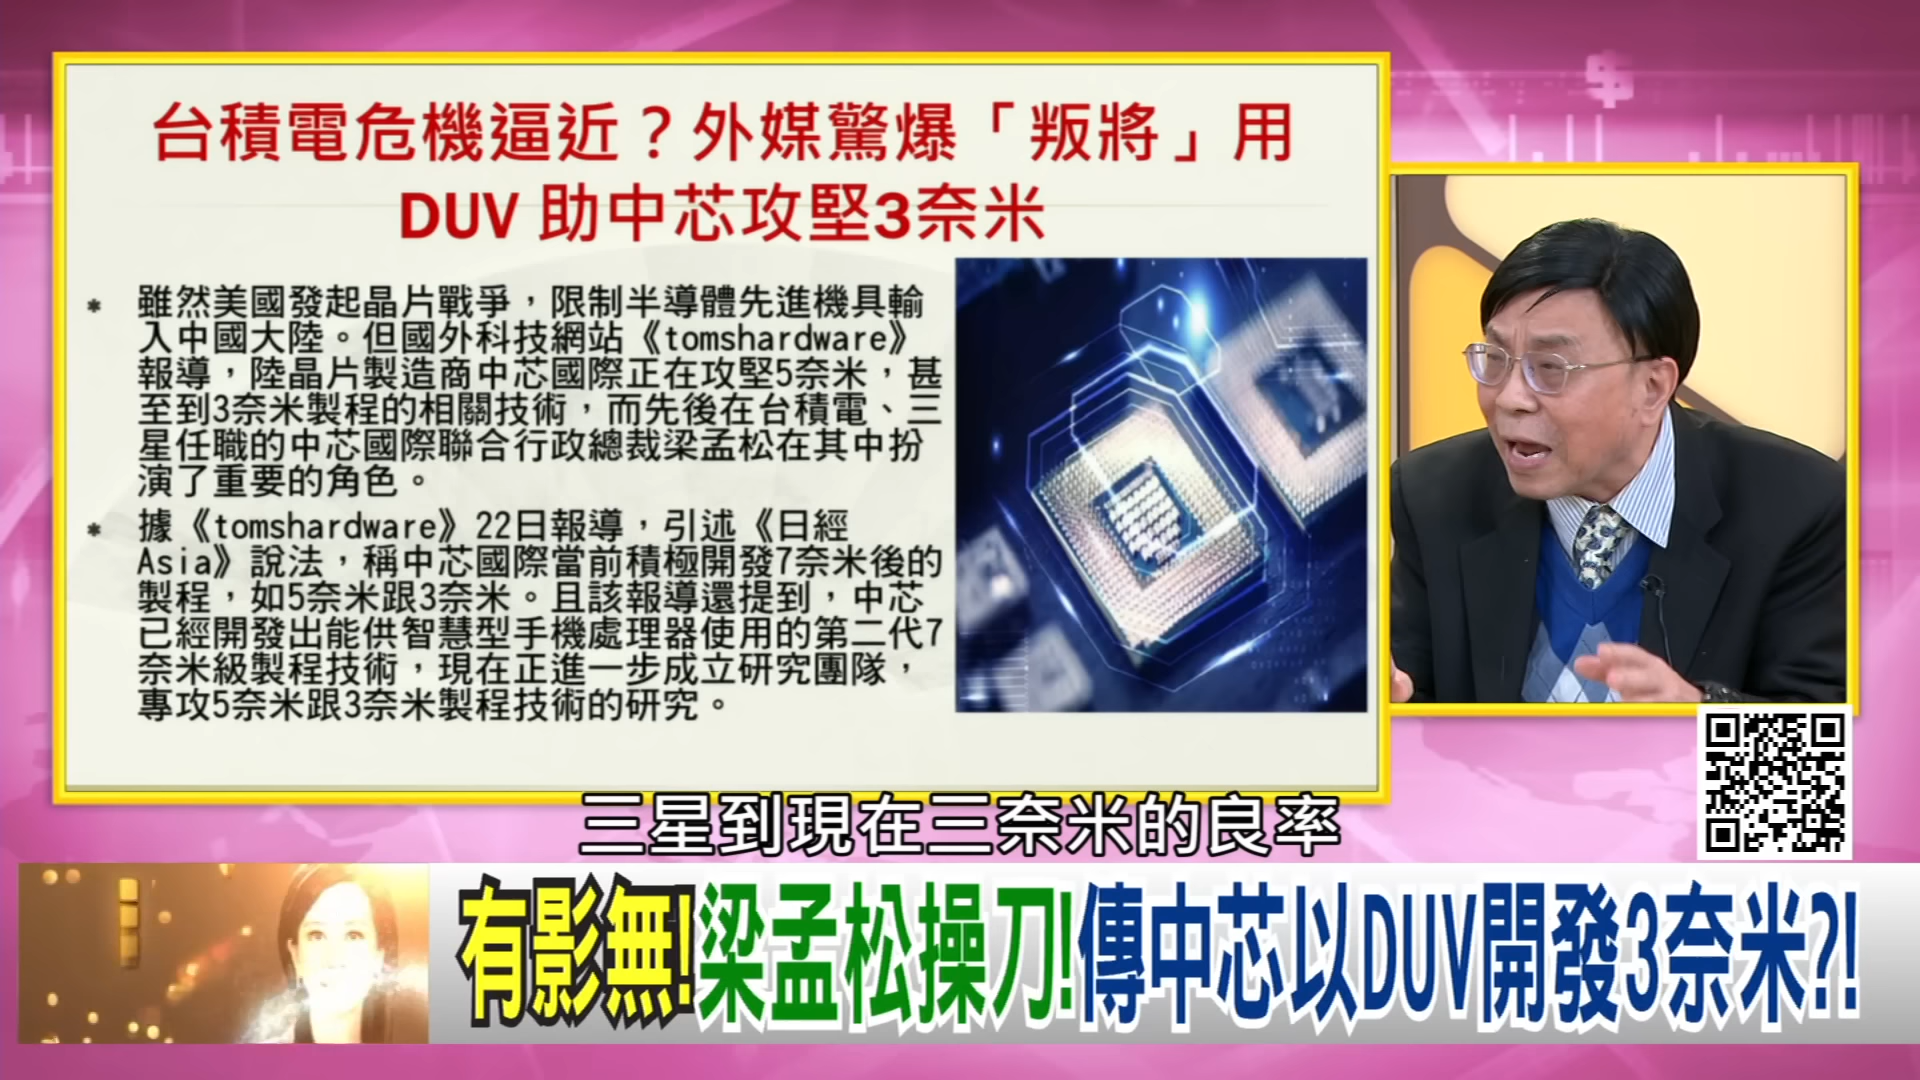 台積電危機逼近？外媒驚爆「叛將」用
DUV 助中芯攻堅3奈米
* 雖然美國發起晶片戰爭，限制半導體先進機具輸
入中國大陸。但國外科技網站《tomshardware》
報導，陸晶片製造商中芯國際正在攻堅5奈米，甚
至到3奈米製程的相關技術，而先後在台積電、三
星任職的中芯國際聯合行政總裁梁孟松在其中扮
演了重要的角色。
* 據《tomshardware》22日報導，引述《日經
Asia》說法，稱中芯國際當前積極開發7奈米後的
製程，如5奈米跟3奈米。且該報導還提到，中芯
已經開發出能供智慧型手機處理器使用的第二代7
奈米級製程技術，現在正進一步成立研究團隊，
專攻5奈米跟3奈米製程技術的研究。
三星到現在三奈米的良率
有影無!梁孟松操刀!傳中芯以DUV開發3奈米?!